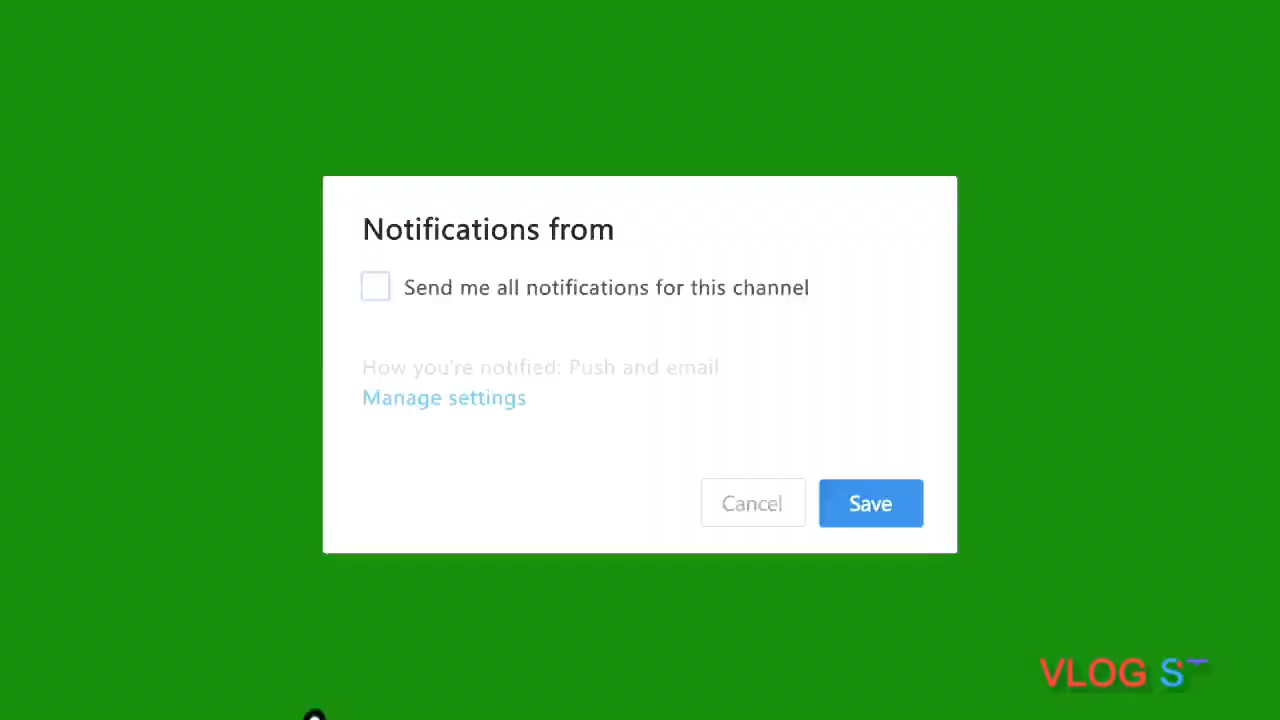 Notifications from
Send me all notifications for this channel
How you're notified: Push and email
Manage settings
Cancel
Save
VLOG